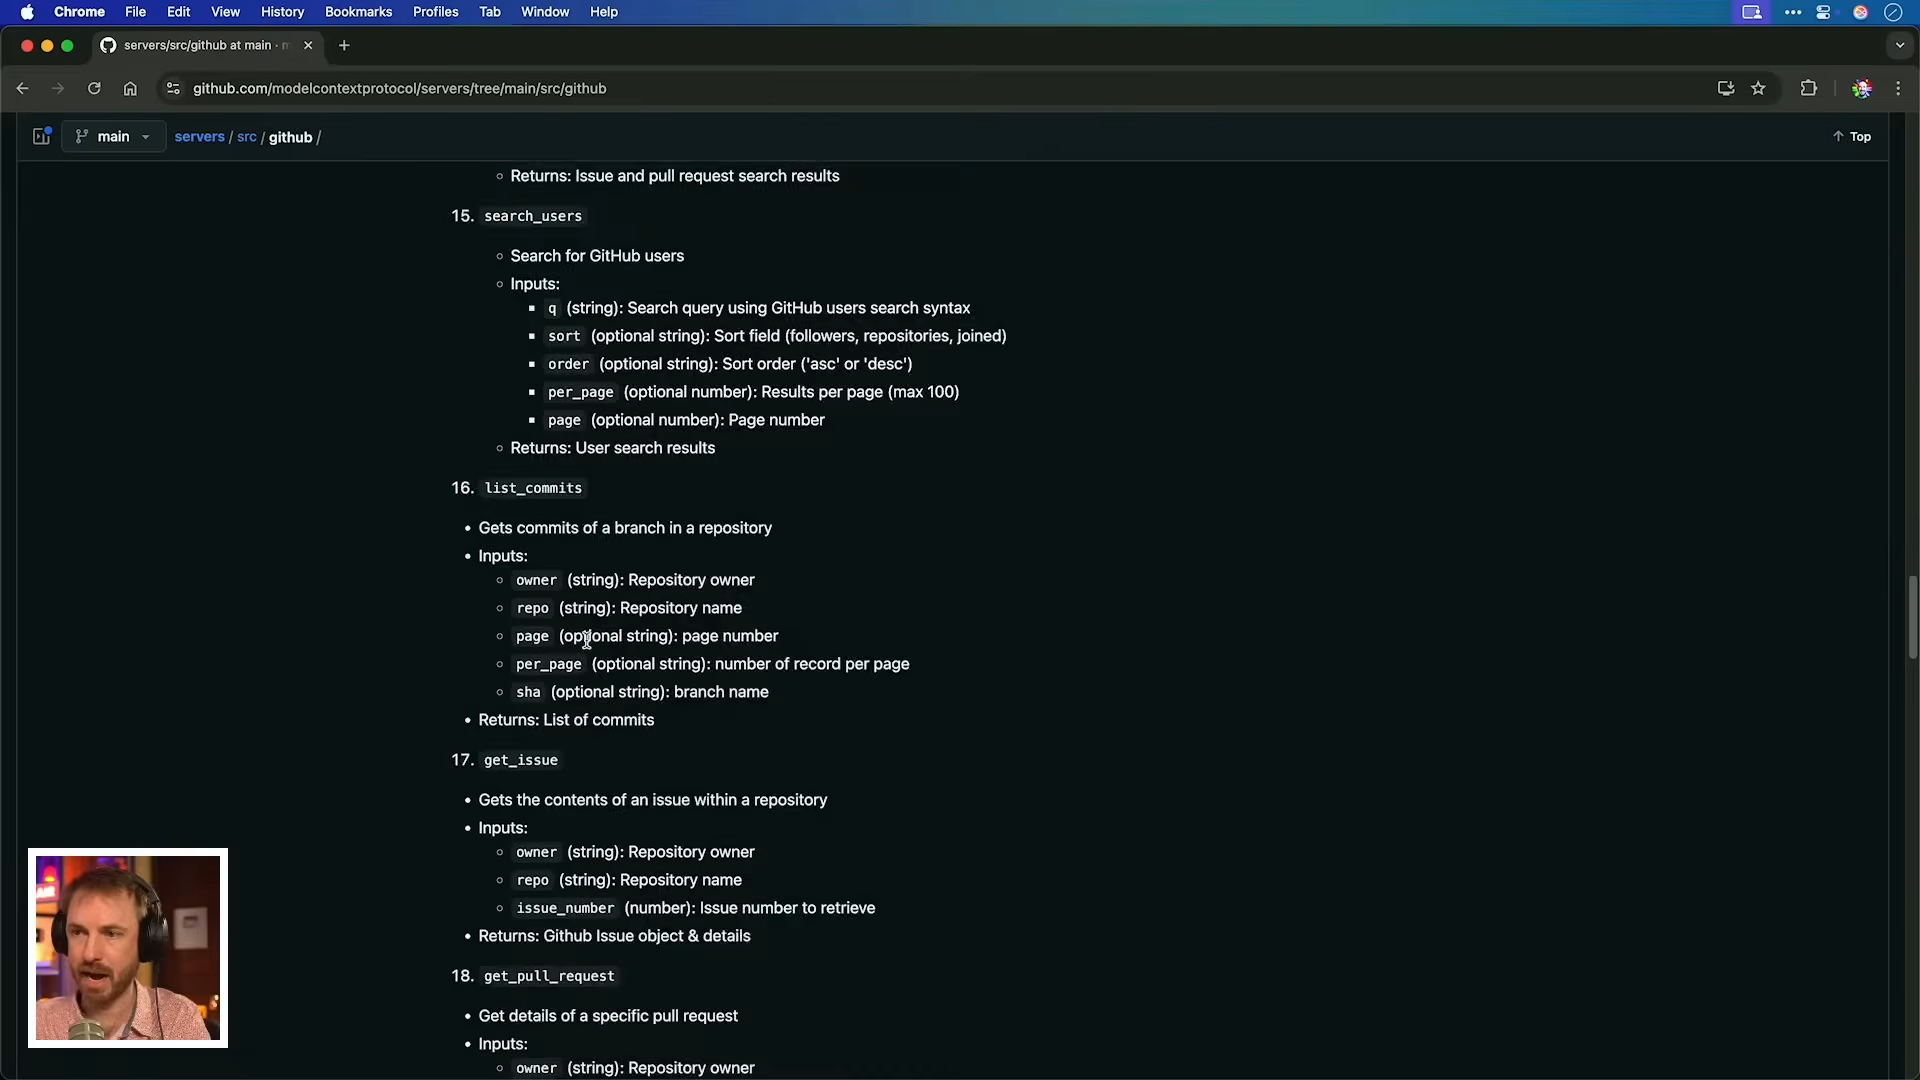 Chrome File Edit View History Bookmarks Profiles Tab Window Help
servers/src/github at main · m
github.com/modelcontextprotocol/servers/tree/main/src/github
main servers / src / github / Top
Returns: Issue and pull request search results
15. search_users
Search for GitHub users
Inputs:
q (string): Search query using GitHub users search syntax
sort (optional string): Sort field (followers, repositories, joined)
order (optional string): Sort order ('asc' or 'desc')
per_page (optional number): Results per page (max 100)
page (optional number): Page number
Returns: User search results
16. list_commits
Gets commits of a branch in a repository
Inputs:
owner (string): Repository owner
repo (string): Repository name
page (optional string): page number
per_page (optional string): number of record per page
sha (optional string): branch name
Returns: List of commits
17. get_issue
Gets the contents of an issue within a repository
Inputs:
owner (string): Repository owner
repo (string): Repository name
issue_number (number): Issue number to retrieve
Returns: Github Issue object & details
18. get_pull_request
Get details of a specific pull request
Inputs:
owner (string): Repository owner